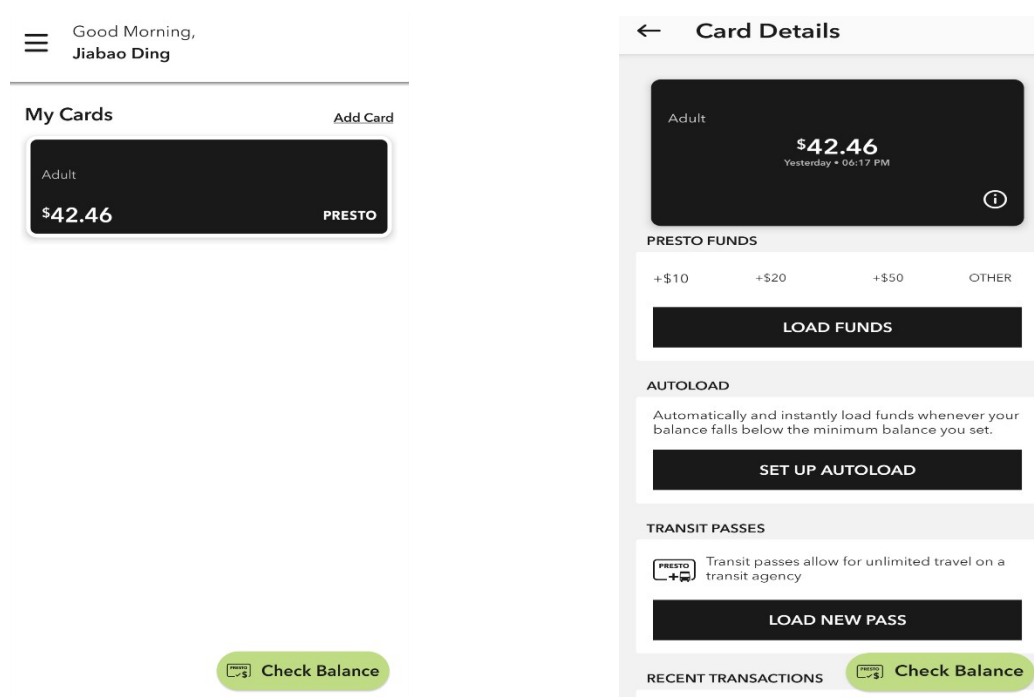 Good Morning,
Jiabao Ding
My Cards
Add Card
Adult
$42.46
PRESTO
PRESTO
Check Balance
Card Details
Adult
$42.46
Yesterday • 06:17 PM
PRESTO FUNDS
+$10 +$20 +$50 OTHER
LOAD FUNDS
AUTOLOAD
Automatically and instantly load funds whenever your
balance falls below the minimum balance you set.
SET UP AUTOLOAD
TRANSIT PASSES
PRESTO
Transit passes allow for unlimited travel on a
transit agency
LOAD NEW PASS
RECENT TRANSACTIONS
PRESTO
Check Balance